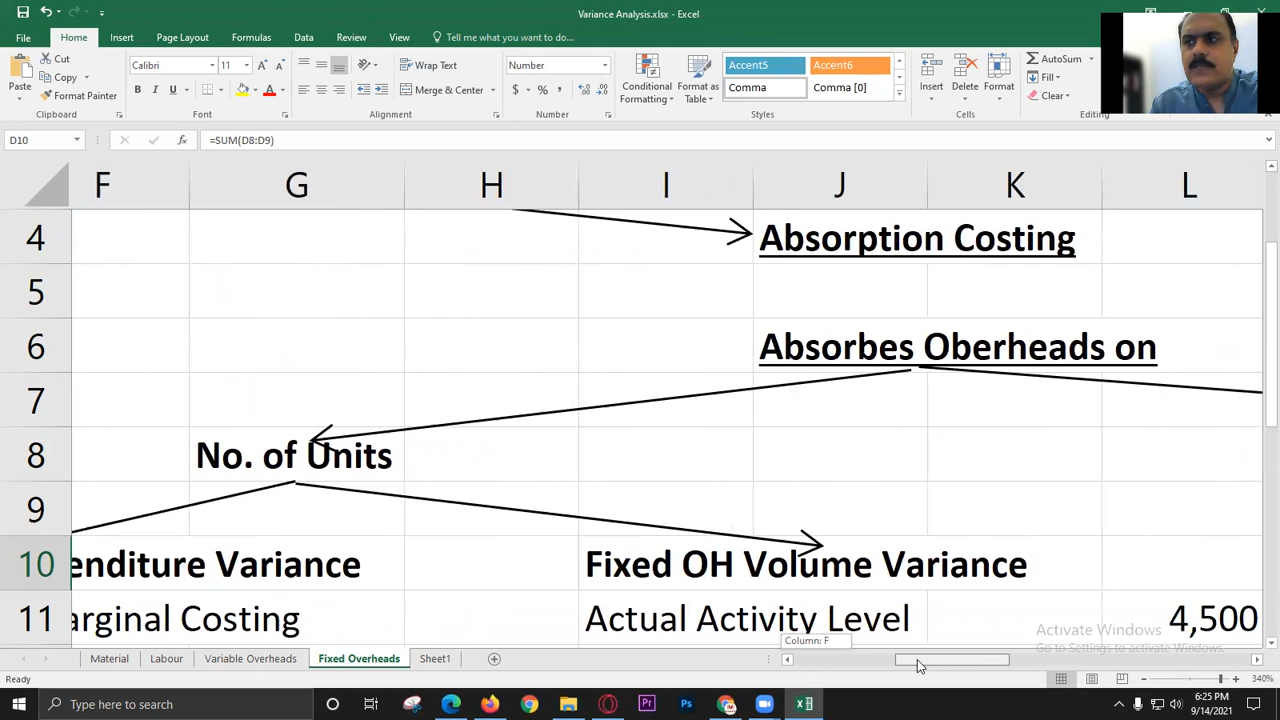 Variance Analysis.xlsx - Excel
File
Home
Insert
Page Layout
Formulas
Data
Review
View
Tell me what you want to do...
Paste
Cut
Copy
Format Painter
Clipboard
Calibri
11
B I U
Font
Wrap Text
Merge & Center
Alignment
Number
$ % ,
Number
Conditional Formatting
Format as Table
Accent5
Accent6
Comma
Comma [0]
Styles
Insert
Delete
Format
Cells
AutoSum
Fill
Clear
Editing
D10
=SUM(D8:D9)
F G H I J K L
4 Absorption Costing
5
6 Absorbes Oberheads on
7
8 No. of Units
9
10 enditure Variance Fixed OH Volume Variance
11 arginal Costing Actual Activity Level 4,500
Column: F
Activate Windows
Go to Settings to activate Windows.
Material
Labour
Variable Overheads
Fixed Overheads
Sheet1
Ready
340%
Type here to search
6:25 PM
9/14/2021